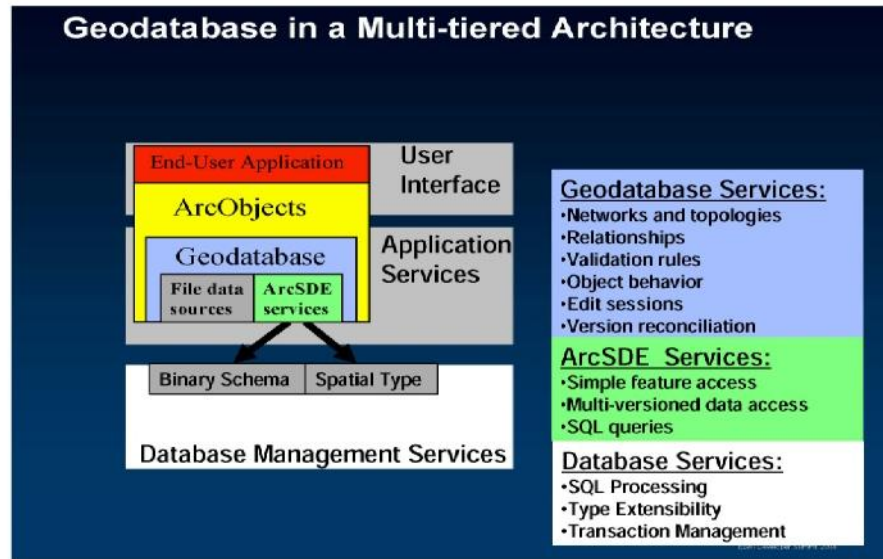 Geodatabase in a Multi-tiered Architecture
End-User Application
User
Interface
ArcObjects
Application
Services
Geodatabase
File data
sources
ArcSDE
services
Binary Schema
Spatial Type
Database Management Services
Geodatabase Services:
•Networks and topologies
•Relationships
•Validation rules
•Object behavior
•Edit sessions
•Version reconciliation
ArcSDE Services:
•Simple feature access
•Multi-versioned data access
•SQL queries
Database Services:
•SQL Processing
•Type Extensibility
•Transaction Management